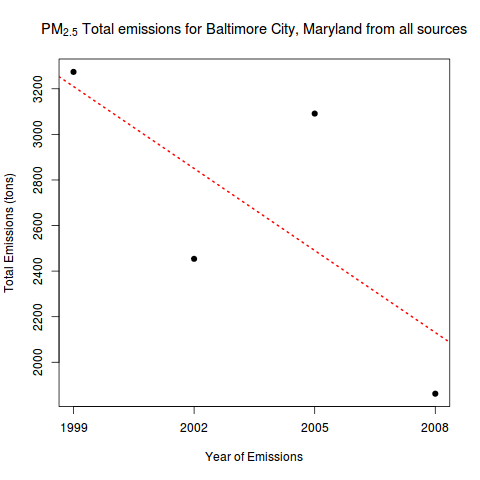 PM2.5 Total emissions for Baltimore City, Maryland from all sources
Total Emissions (tons)
3200
3000
2800
2600
2400
2200
2000
1999 2002 2005 2008
Year of Emissions